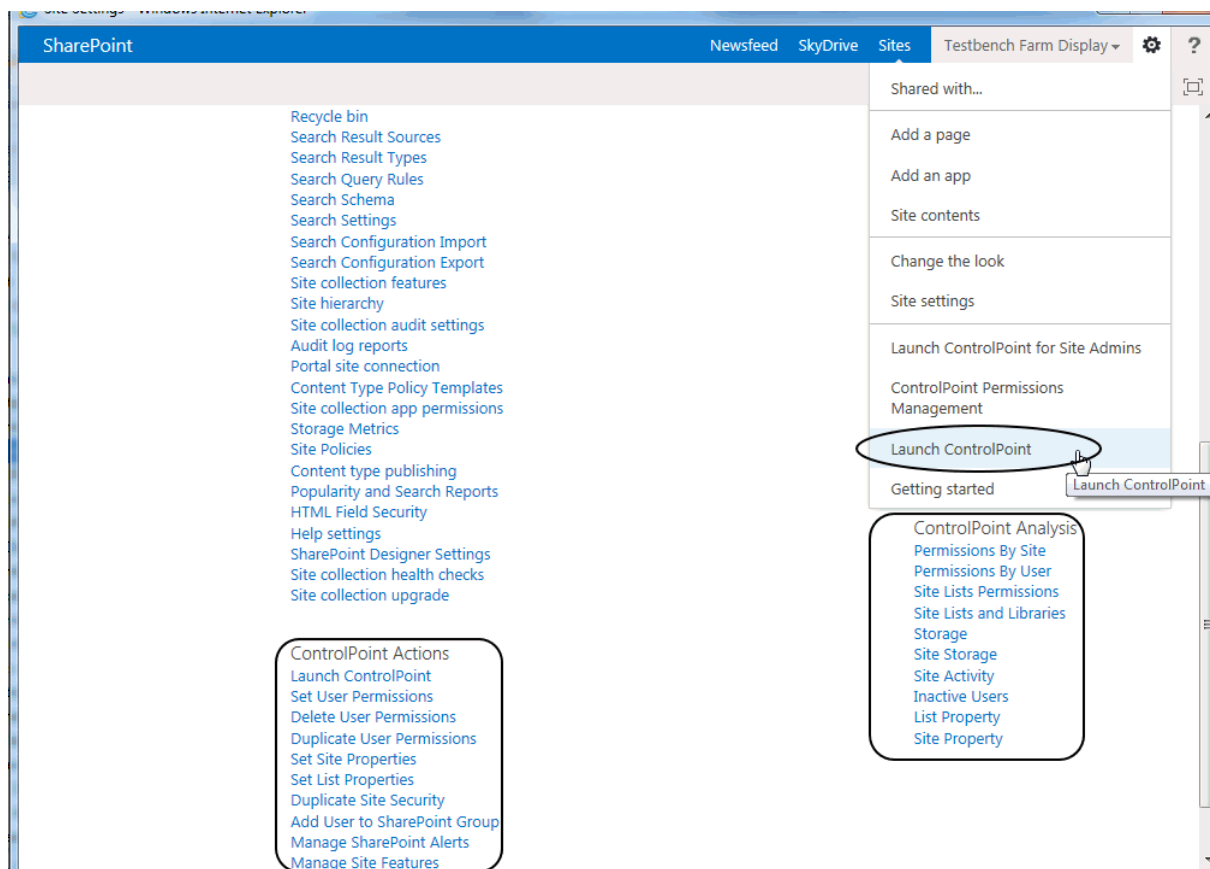 Site Settings - Windows Internet Explorer
SharePoint
Newsfeed SkyDrive Sites Testbench Farm Display ?
Shared with...
Add a page
Add an app
Site contents
Change the look
Site settings
Launch ControlPoint for Site Admins
ControlPoint Permissions
Management
Launch ControlPoint
Getting started
Launch ControlPoint
Recycle bin
Search Result Sources
Search Result Types
Search Query Rules
Search Schema
Search Settings
Search Configuration Import
Search Configuration Export
Site collection features
Site hierarchy
Site collection audit settings
Audit log reports
Portal site connection
Content Type Policy Templates
Site collection app permissions
Storage Metrics
Site Policies
Content type publishing
Popularity and Search Reports
HTML Field Security
Help settings
SharePoint Designer Settings
Site collection health checks
Site collection upgrade
ControlPoint Analysis
Permissions By Site
Permissions By User
Site Lists Permissions
Site Lists and Libraries
Storage
Site Storage
Site Activity
Inactive Users
List Property
Site Property
ControlPoint Actions
Launch ControlPoint
Set User Permissions
Delete User Permissions
Duplicate User Permissions
Set Site Properties
Set List Properties
Duplicate Site Security
Add User to SharePoint Group
Manage SharePoint Alerts
Manage Site Features